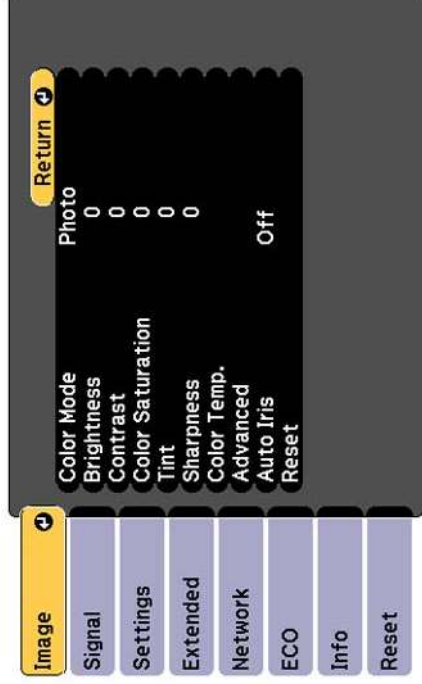 Image
Signal
Settings
Extended
Network
ECO
Info
Reset
Return
Color Mode Photo
Brightness 0
Contrast 0
Color Saturation 0
Tint 0
Sharpness 0
Color Temp.
Advanced
Auto Iris Off
Reset